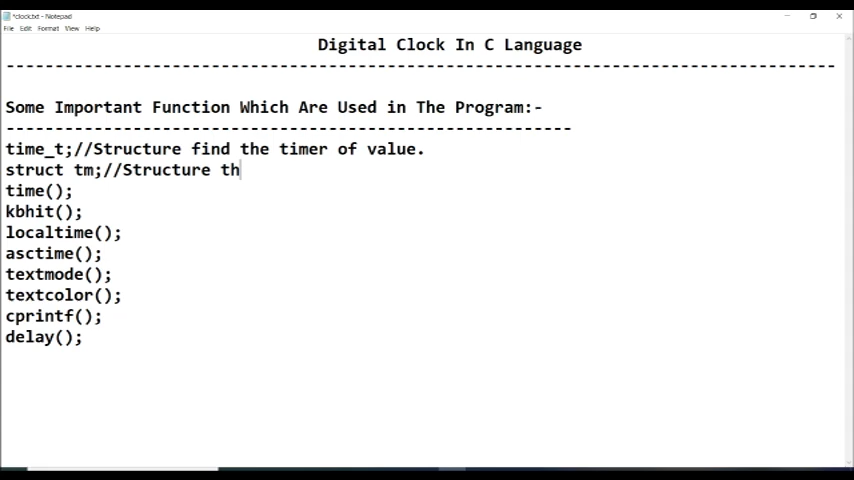 *clock.txt - Notepad
File Edit Format View Help
Digital Clock In C Language
-------------------------------------------------------------------------------------
Some Important Function Which Are Used in The Program:-
----------------------------------------------------------
time_t;//Structure find the timer of value.
struct tm;//Structure th
time();
kbhit();
localtime();
asctime();
textmode();
textcolor();
cprintf();
delay();